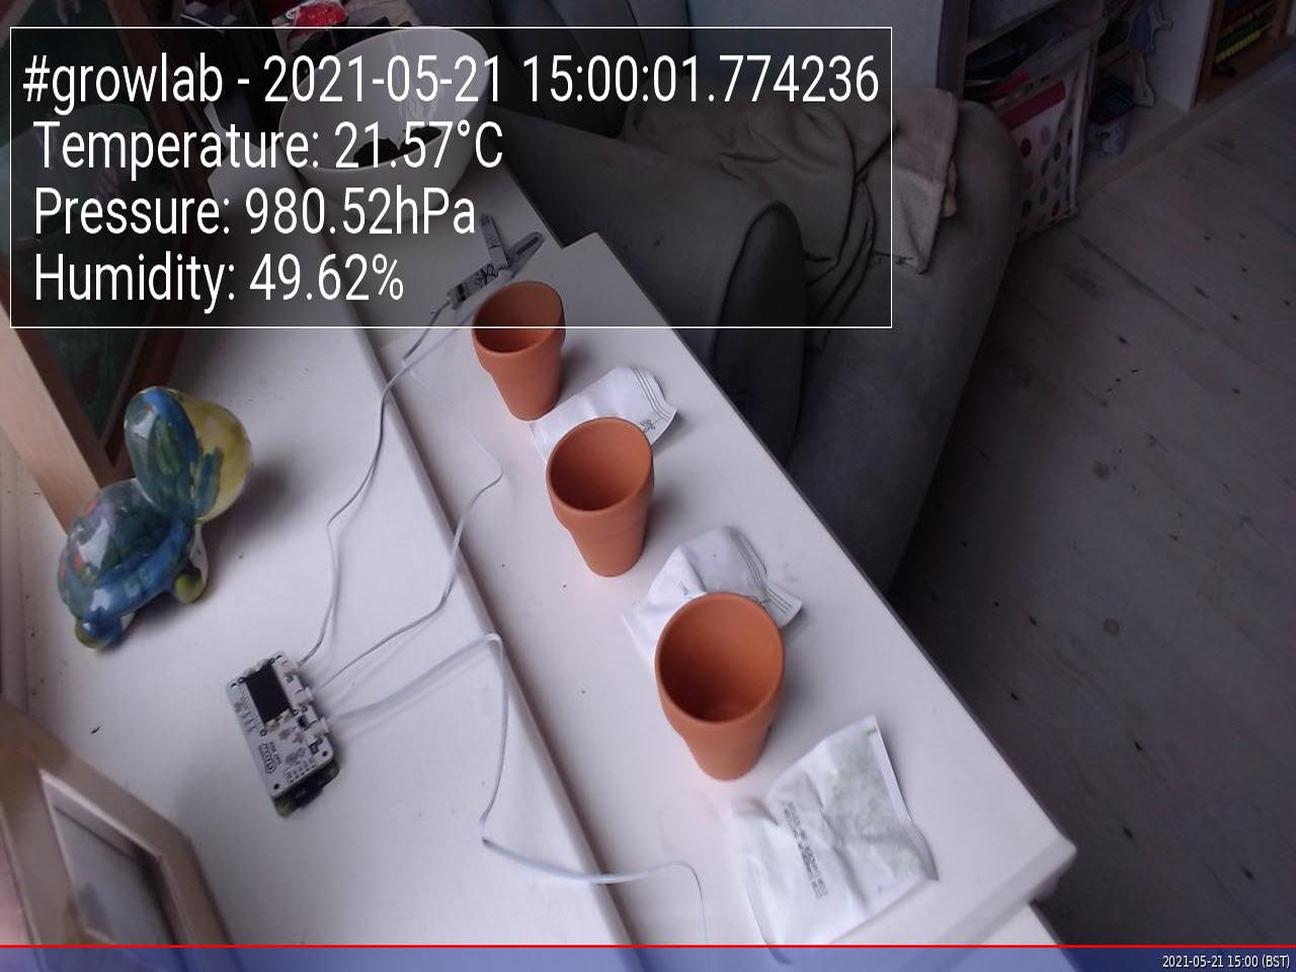 #growlab - 2021-05-21 15:00:01.774236
Temperature: 21.57°C
Pressure: 980.52hPa
Humidity: 49.62%
2021-05-21 15:00 (BST)